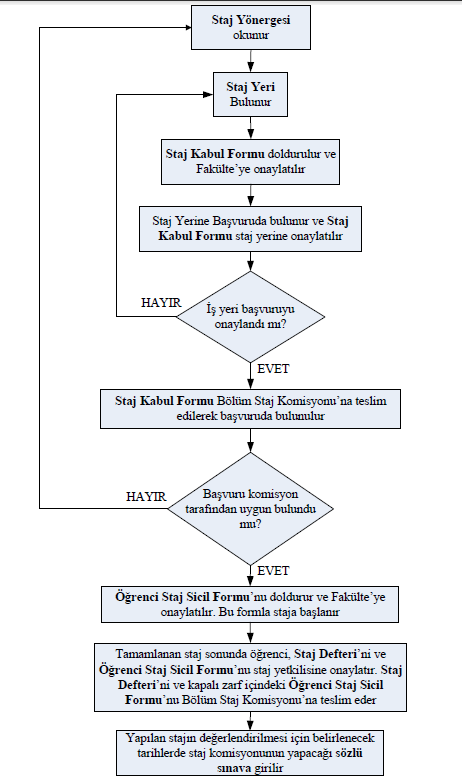 Staj Yönergesi
okunur
Staj Yeri
Bulunur
Staj Kabul Formu doldurulur ve
Fakülte’ye onaylatılır
Staj Yerine Başvuruda bulunur ve Staj
Kabul Formu staj yerine onaylatılır
HAYIR
İş yeri başvuruyu
onaylandı mı?
EVET
Staj Kabul Formu Bölüm Staj Komisyonu’na teslim
edilerek başvuruda bulunulur
HAYIR
Başvuru komisyon
tarafından uygun bulundu
mu?
EVET
Öğrenci Staj Sicil Formu’nu doldurur ve Fakülte’ye
onaylatılır. Bu formla staja başlanır
Tamamlanan staj sonunda öğrenci, Staj Defteri’ni ve
Öğrenci Staj Sicil Formu’nu staj yetkilisine onaylatır. Staj
Defteri’ni ve kapalı zarf içindeki Öğrenci Staj Sicil
Formu’nu Bölüm Staj Komisyonu’na teslim eder
Yapılan stajın değerlendirilmesi için belirlenecek
tarihlerde staj komisyonunun yapacağı sözlü
sınava girilir